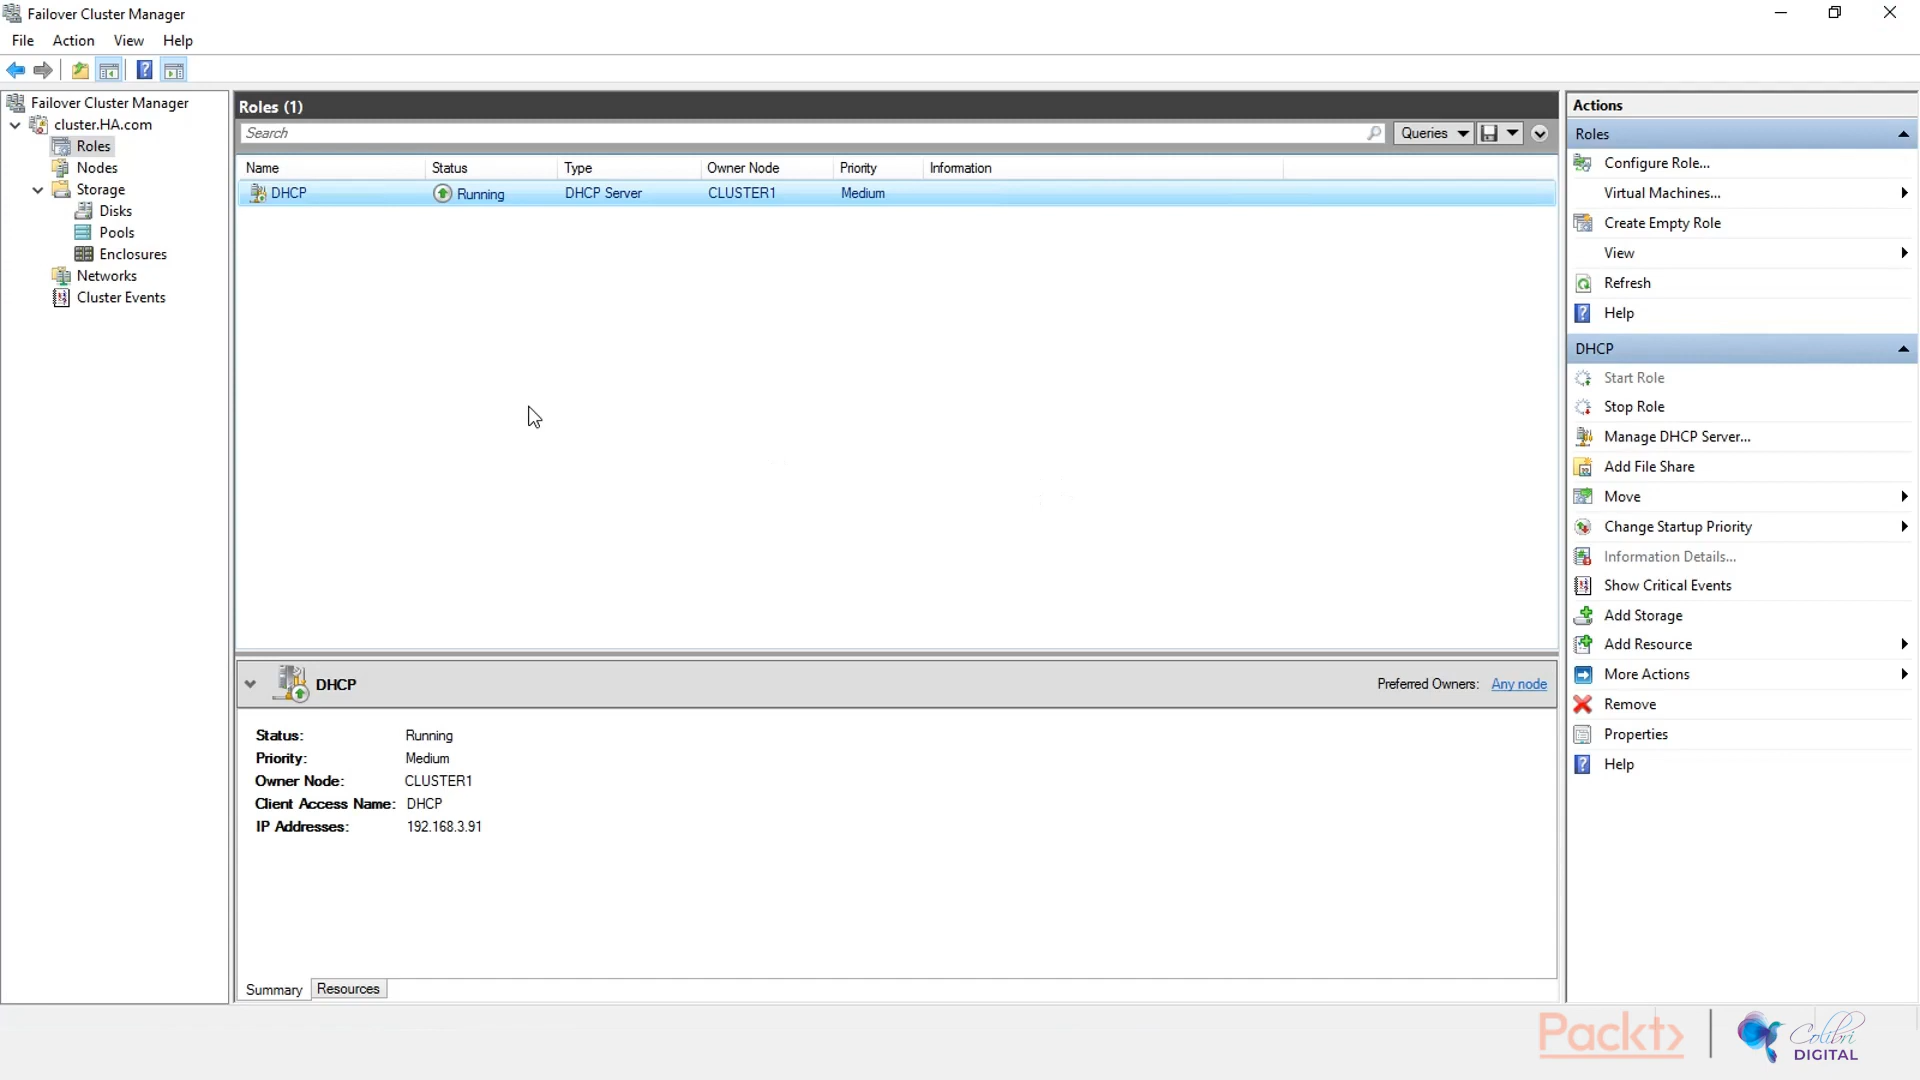 Failover Cluster Manager
File Action View Help
Failover Cluster Manager
cluster.HA.com
Roles
Nodes
Storage
Disks
Pools
Enclosures
Networks
Cluster Events
Roles (1)
Search
Queries
Name Status Type Owner Node Priority Information
DHCP Running DHCP Server CLUSTER1 Medium
DHCP Preferred Owners: Any node
Status: Running
Priority: Medium
Owner Node: CLUSTER1
Client Access Name: DHCP
IP Addresses: 192.168.3.91
Summary Resources
Actions
Roles
Configure Role...
Virtual Machines...
Create Empty Role
View
Refresh
Help
DHCP
Start Role
Stop Role
Manage DHCP Server...
Add File Share
Move
Change Startup Priority
Information Details...
Show Critical Events
Add Storage
Add Resource
More Actions
Remove
Properties
Help
Packt>
Colibri
DIGITAL